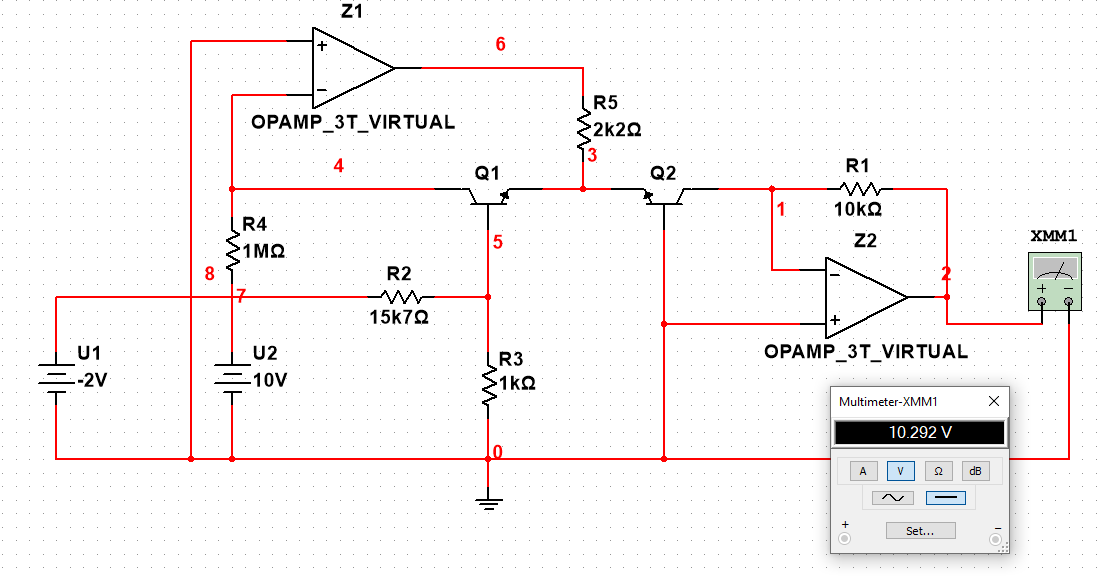 Z1
+
6
−
OPAMP_3T_VIRTUAL
R5
2k2Ω
3
4
Q1
Q2
R1
10kΩ
1
R4
1MΩ
5
Z2
XMM1
+ −
8
R2
7
2
−
+
15k7Ω
OPAMP_3T_VIRTUAL
U1
-2V
U2
10V
R3
1kΩ
0
Multimeter-XMM1
10.292 V
A V Ω dB
+ −
Set...